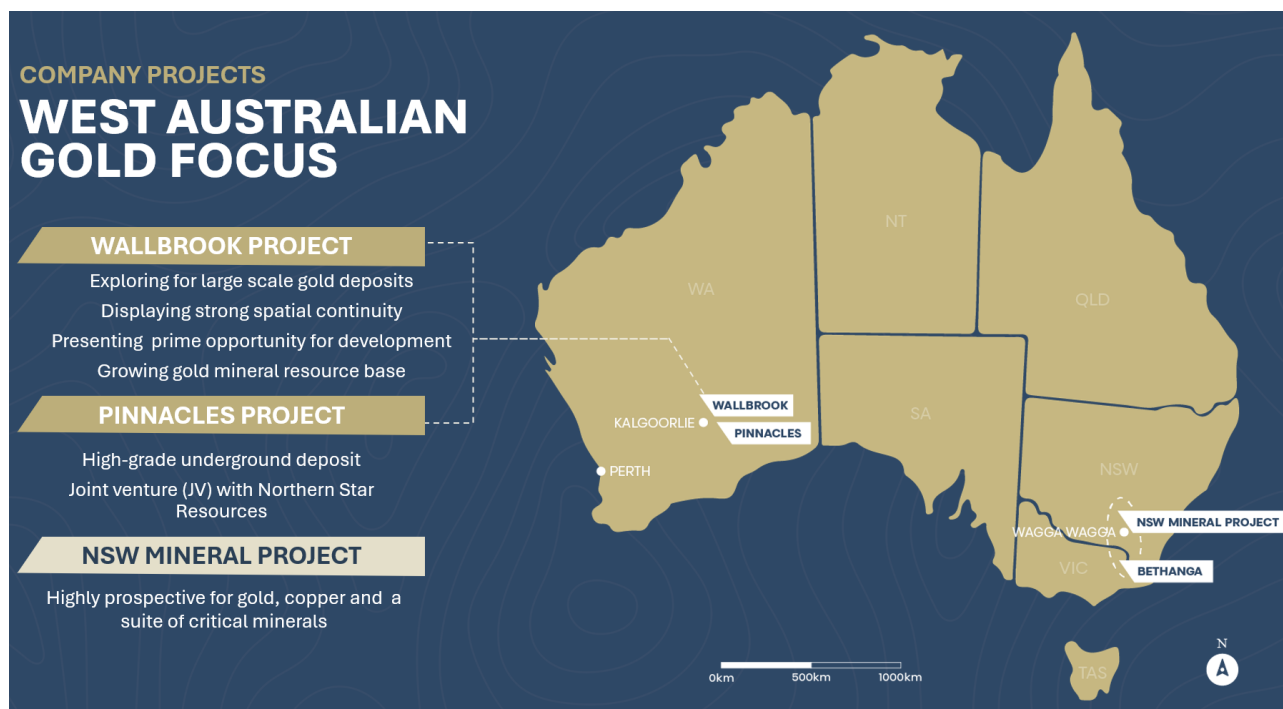 COMPANY PROJECTS
WEST AUSTRALIAN
GOLD FOCUS
WALLBROOK PROJECT
Exploring for large scale gold deposits
Displaying strong spatial continuity
Presenting prime opportunity for development
Growing gold mineral resource base
PINNACLES PROJECT
High-grade underground deposit
Joint venture (JV) with Northern Star
Resources
NSW MINERAL PROJECT
Highly prospective for gold, copper and a
suite of critical minerals
NT
WA
QLD
WALLBROOK
SA
KALGOORLIE
PINNACLES
PERTH
NSW
NSW MINERAL PROJECT
WAGGA WAGGA
VIC
BETHANGA
TAS
N
0km
500km
1000km